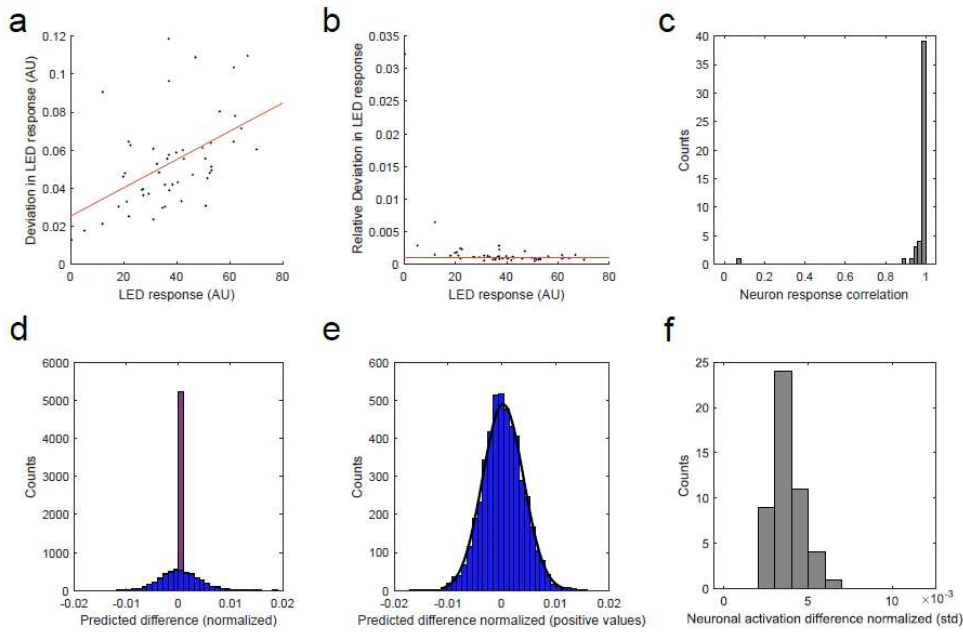 a
Deviation in LED response (AU)
0.12
0.1
0.08
0.06
0.04
0.02
0
0 20 40 60 80
LED response (AU)
b
Relative Deviation in LED response
0.035
0.03
0.025
0.02
0.015
0.01
0.005
0
0 20 40 60 80
LED response (AU)
c
Counts
40
35
30
25
20
15
10
5
0
0 0.2 0.4 0.6 0.8 1
Neuron response correlation
d
Counts
6000
5000
4000
3000
2000
1000
0
-0.02 -0.01 0 0.01 0.02
Predicted difference (normalized)
e
Counts
600
500
400
300
200
100
0
-0.02 -0.01 0 0.01 0.02
Predicted difference normalized (positive values)
f
Counts
25
20
15
10
5
0
0 5 10 ×10⁻³
Neuronal activation difference normalized (std)